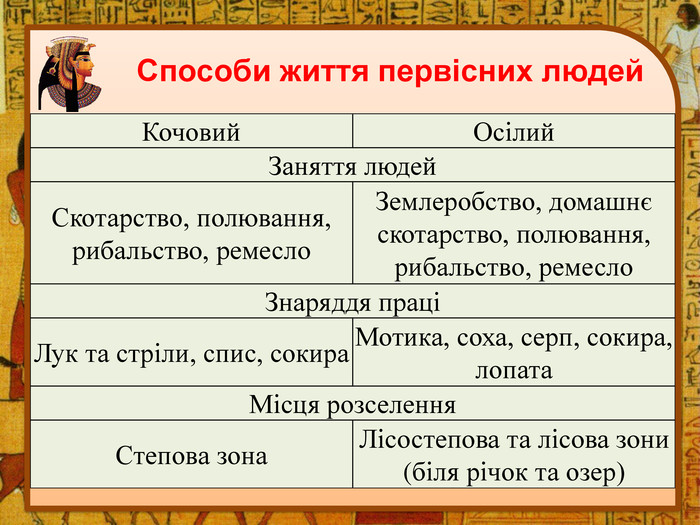 Способи життя первісних людей
Кочовий Осілий
Заняття людей
Скотарство, полювання,
рибальство, ремесло
Землеробство, домашнє
скотарство, полювання,
рибальство, ремесло
Знаряддя праці
Лук та стріли, спис, сокира
Мотика, соха, серп, сокира,
лопата
Місця розселення
Степова зона
Лісостепова та лісова зони
(біля річок та озер)